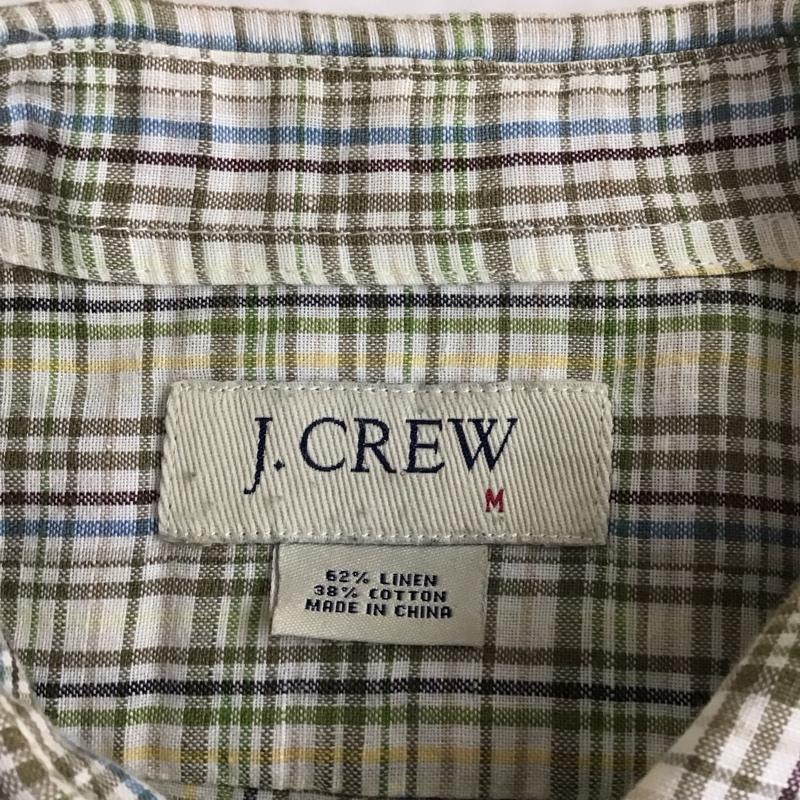 J.CREW
M
62% LINEN
38% COTTON
MADE IN CHINA